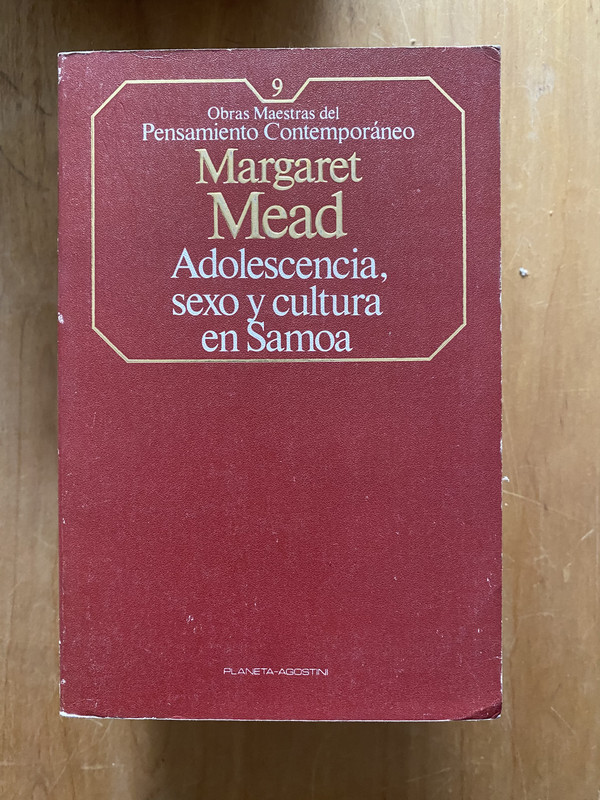 9
Obras Maestras del
Pensamiento Contemporáneo
Margaret
Mead
Adolescencia,
sexo y cultura
en Samoa
PLANETA-AGOSTINI